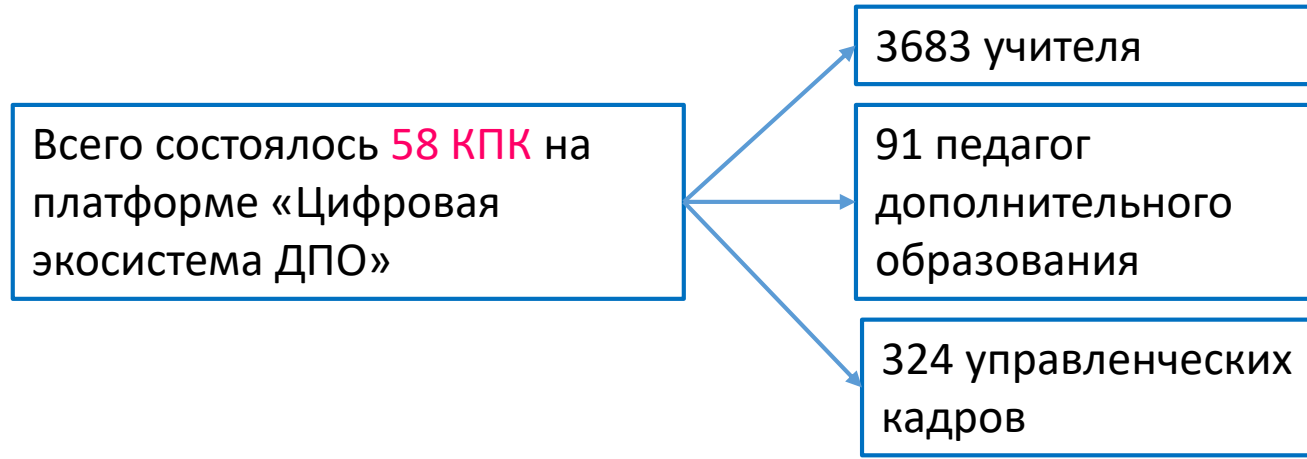 Всего состоялось 58 КПК на
платформе «Цифровая
экосистема ДПО»
3683 учителя
91 педагог
дополнительного
образования
324 управленческих
кадров